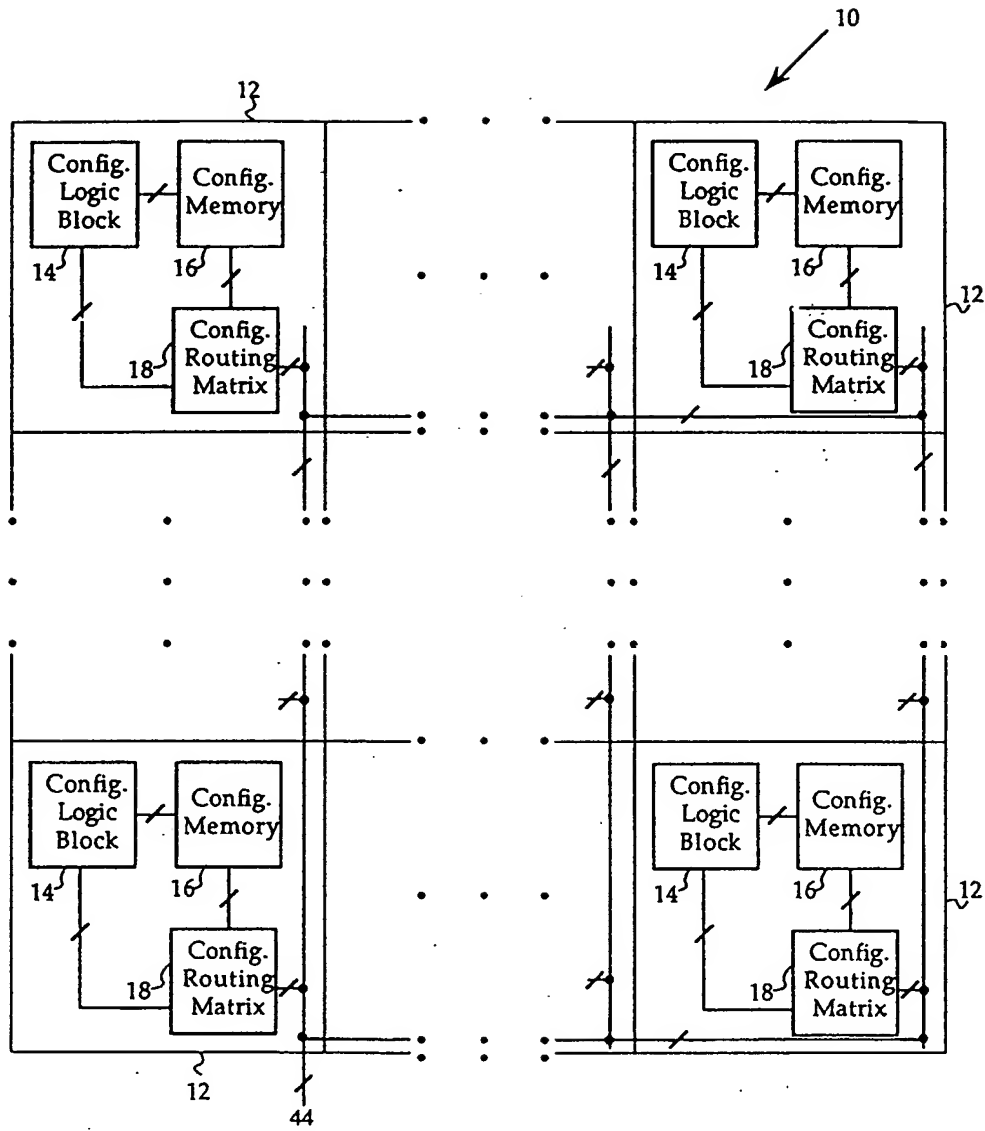 10
12
Config.
Logic
Block
Config.
Memory
14
16
18
Config.
Routing
Matrix
Config.
Logic
Block
Config.
Memory
14
16
12
18
Config.
Routing
Matrix
Config.
Logic
Block
Config.
Memory
14
16
18
Config.
Routing
Matrix
12
44
Config.
Logic
Block
Config.
Memory
14
16
12
18
Config.
Routing
Matrix